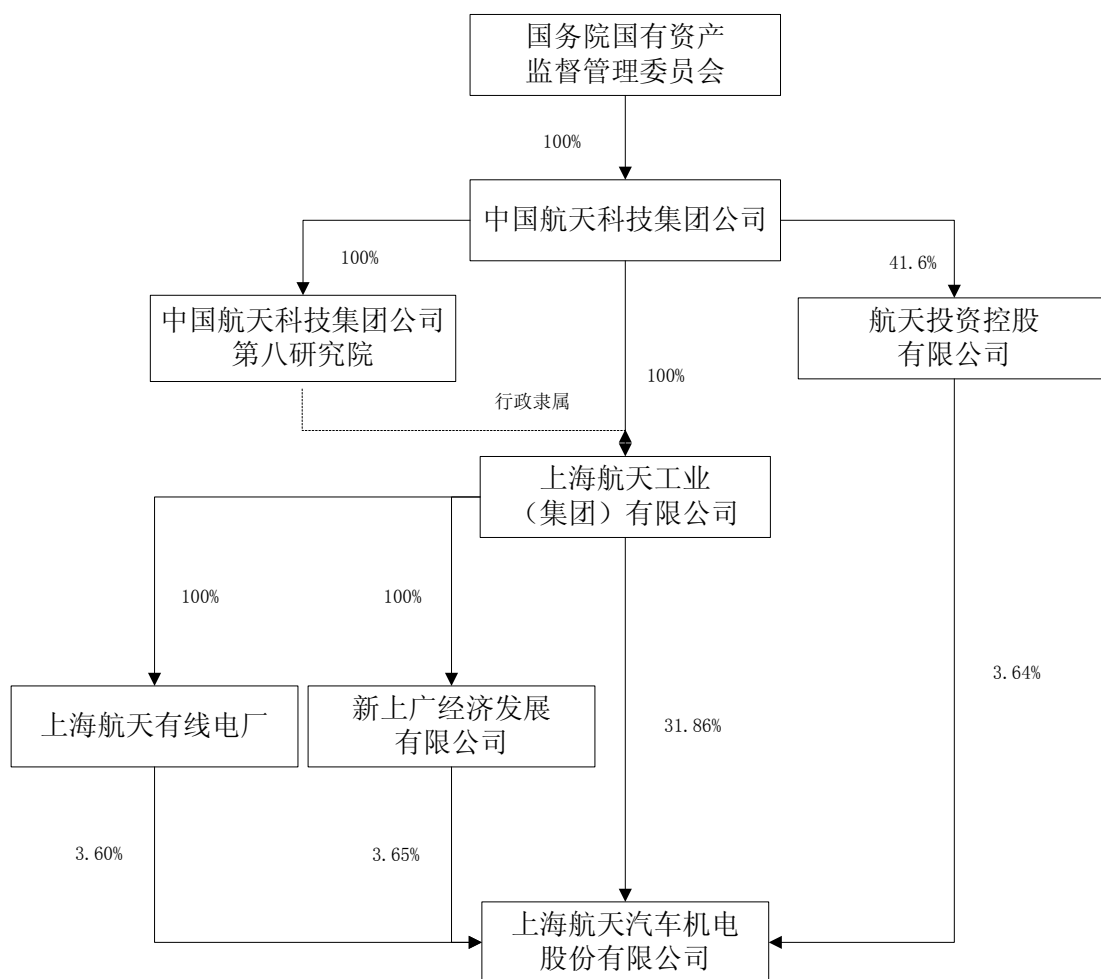 国务院国有资产
监督管理委员会
100%
中国航天科技集团公司
100%
41.6%
中国航天科技集团公司
第八研究院
航天投资控股
有限公司
100%
行政隶属
上海航天工业
（集团）有限公司
100%
100%
3.64%
上海航天有线电厂
新上广经济发展
有限公司
31.86%
3.60%
3.65%
上海航天汽车机电
股份有限公司